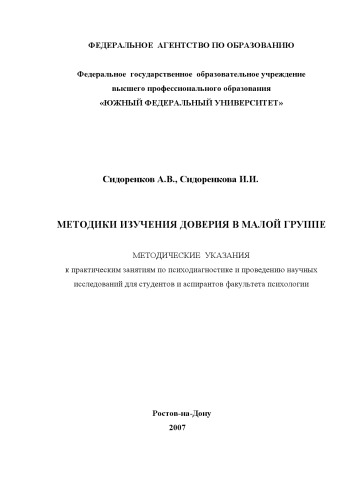 ФЕДЕРАЛЬНОЕ АГЕНТСТВО ПО ОБРАЗОВАНИЮ
Федеральное государственное образовательное учреждение
высшего профессионального образования
«ЮЖНЫЙ ФЕДЕРАЛЬНЫЙ УНИВЕРСИТЕТ»
Сидоренков А.В., Сидоренкова И.И.
МЕТОДИКИ ИЗУЧЕНИЯ ДОВЕРИЯ В МАЛОЙ ГРУППЕ
МЕТОДИЧЕСКИЕ УКАЗАНИЯ
к практическим занятиям по психодиагностике и проведению научных
исследований для студентов и аспирантов факультета психологии
Ростов-на-Дону
2007